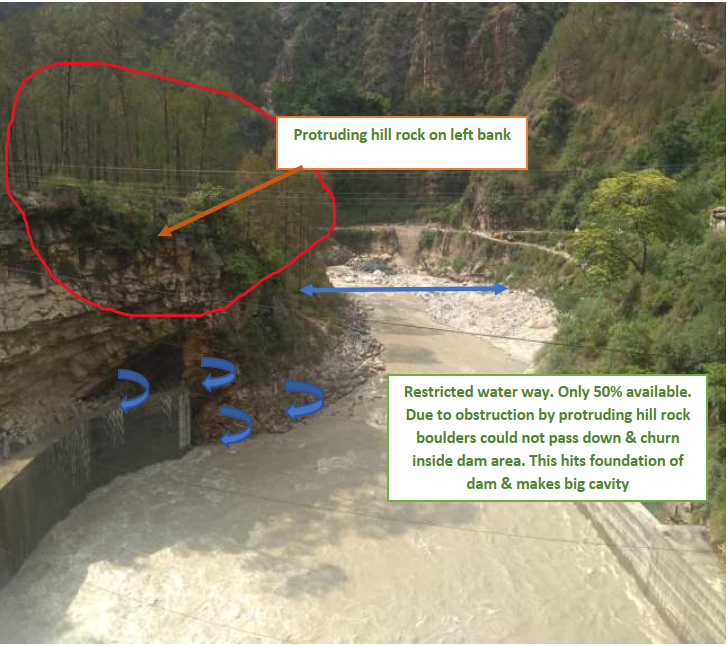 Protruding hill rock on left bank
Restricted water way. Only 50% available.
Due to obstruction by protruding hill rock
boulders could not pass down & churn
inside dam area. This hits foundation of
dam & makes big cavity